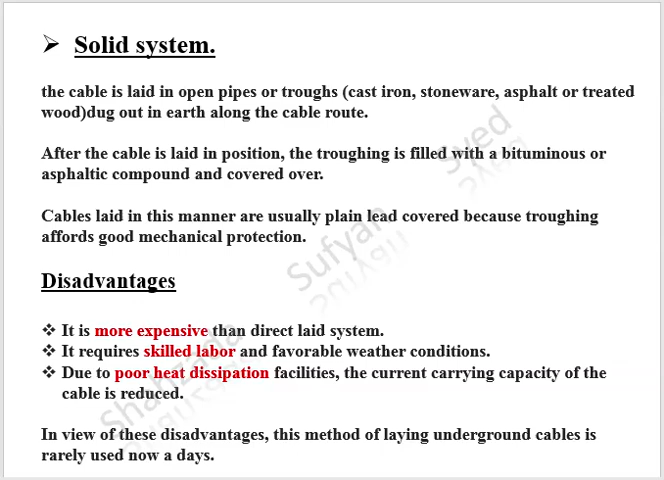 ➢ Solid system.
the cable is laid in open pipes or troughs (cast iron, stoneware, asphalt or treated
wood)dug out in earth along the cable route.
After the cable is laid in position, the troughing is filled with a bituminous or
asphaltic compound and covered over.
Cables laid in this manner are usually plain lead covered because troughing
affords good mechanical protection.
Disadvantages
❖ It is more expensive than direct laid system.
❖ It requires skilled labor and favorable weather conditions.
❖ Due to poor heat dissipation facilities, the current carrying capacity of the
cable is reduced.
In view of these disadvantages, this method of laying underground cables is
rarely used now a days.
Shahzada Sufyan Syed